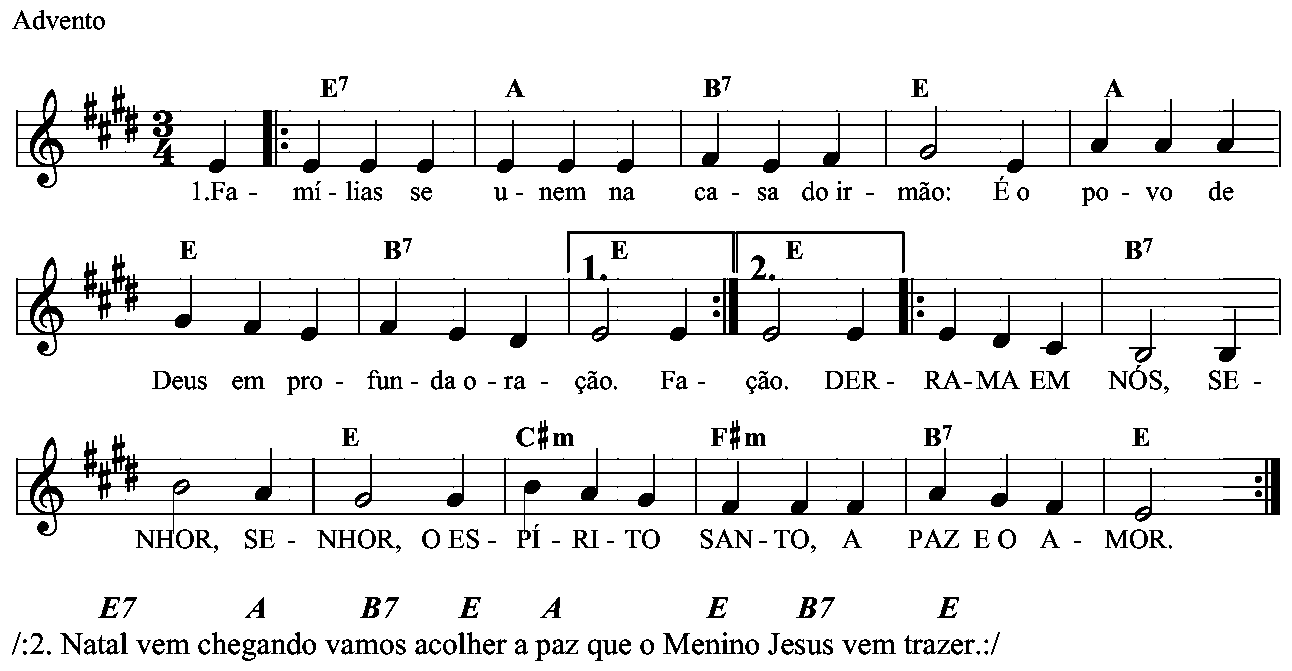 Advento
E7 A B7 E A
3
4
1.Fa- mí-lias se u-nem na ca-sa do ir-mão: É o po-vo de
E B7 1. E 2. E B7
Deus em pro-fun-da o-ra-ção. Fa-ção. DER-RA-MA EM NÓS, SE-
E C#m F#m B7 E
NHOR, SE-NHOR, O ES-PÍ-RI-TO SANTO, A PAZ E O A-MOR.
E7 A B7 E A E B7 E
/:2. Natal vem chegando vamos acolher a paz que o Menino Jesus vem trazer.:/